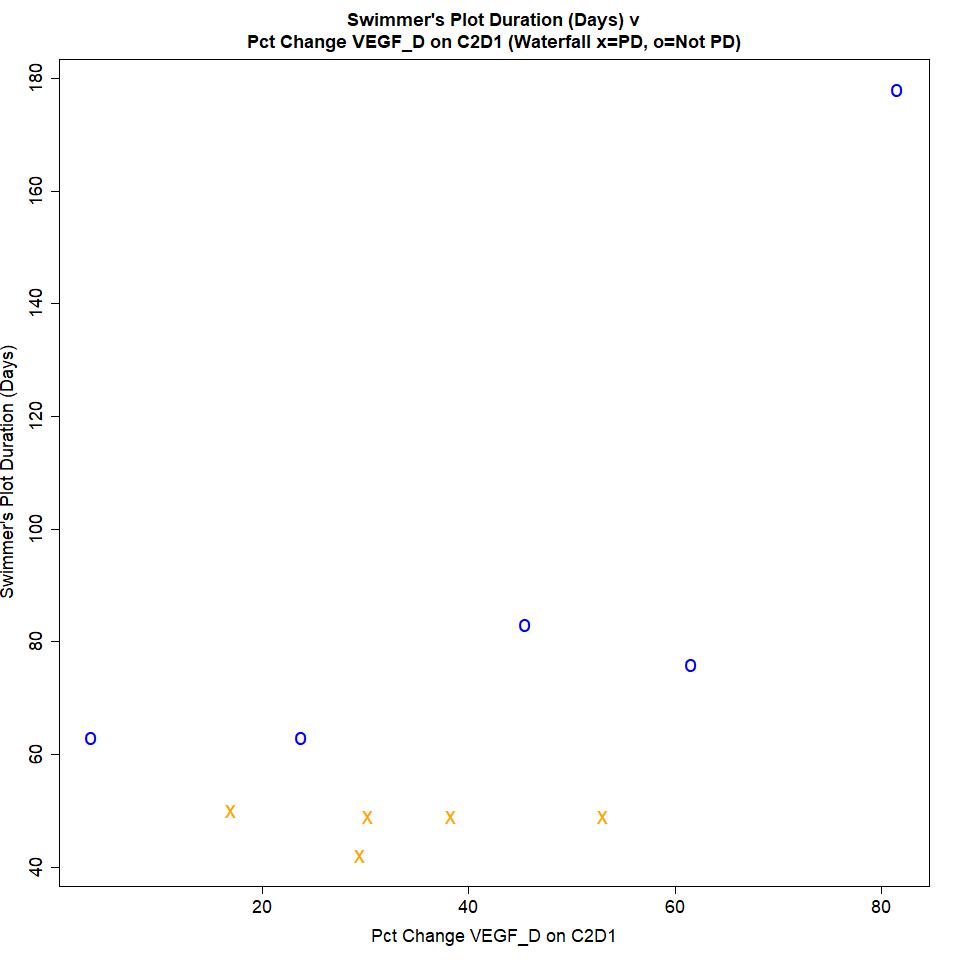 Swimmer's Plot Duration (Days) v
Pct Change VEGF_D on C2D1 (Waterfall x=PD, o=Not PD)
Swimmer's Plot Duration (Days)
180
160
140
120
100
80
60
40
o
o
o
o
o
x
x
x
x
x
20
40
60
80
Pct Change VEGF_D on C2D1